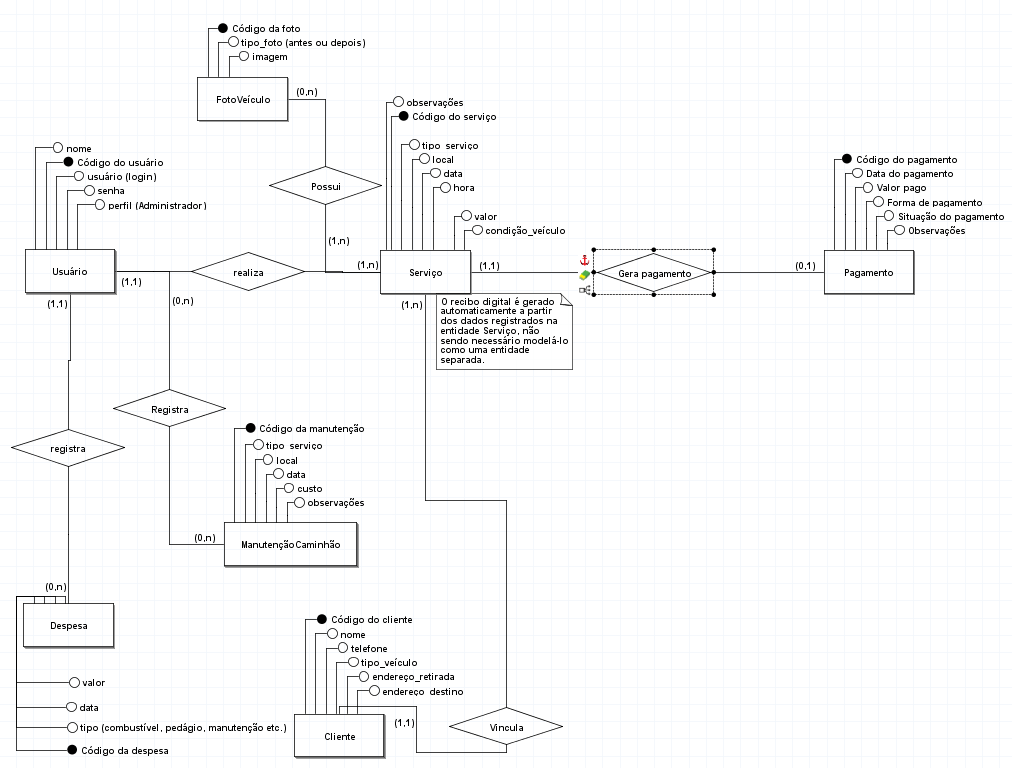 Código da foto
tipo_foto (antes ou depois)
imagem
FotoVeículo
(0,n)
observações
Código do serviço
tipo_serviço
local
data
hora
valor
condição_veículo
nome
Código do usuário
usuário (login)
senha
perfil (Administrador)
Possui
(1,n)
Código do pagamento
Data do pagamento
Valor pago
Forma de pagamento
Situação do pagamento
Observações
Usuário
(1,1)
realiza
(1,n)
Serviço
(1,1)
Gera pagamento
(0,1)
Pagamento
(1,1)
(0,n)
(1,n)
O recibo digital é gerado
automaticamente a partir
dos dados registrados na
entidade Serviço, não
sendo necessário modelá-lo
como uma entidade
separada.
Registra
registra
Código da manutenção
tipo_serviço
local
data
custo
observações
(0,n)
ManutençãoCaminhão
(0,n)
Despesa
valor
data
tipo (combustível, pedágio, manutenção etc.)
Código da despesa
Código do cliente
nome
telefone
tipo_veículo
endereço_retirada
endereço_destino
(1,1)
Cliente
Vincula